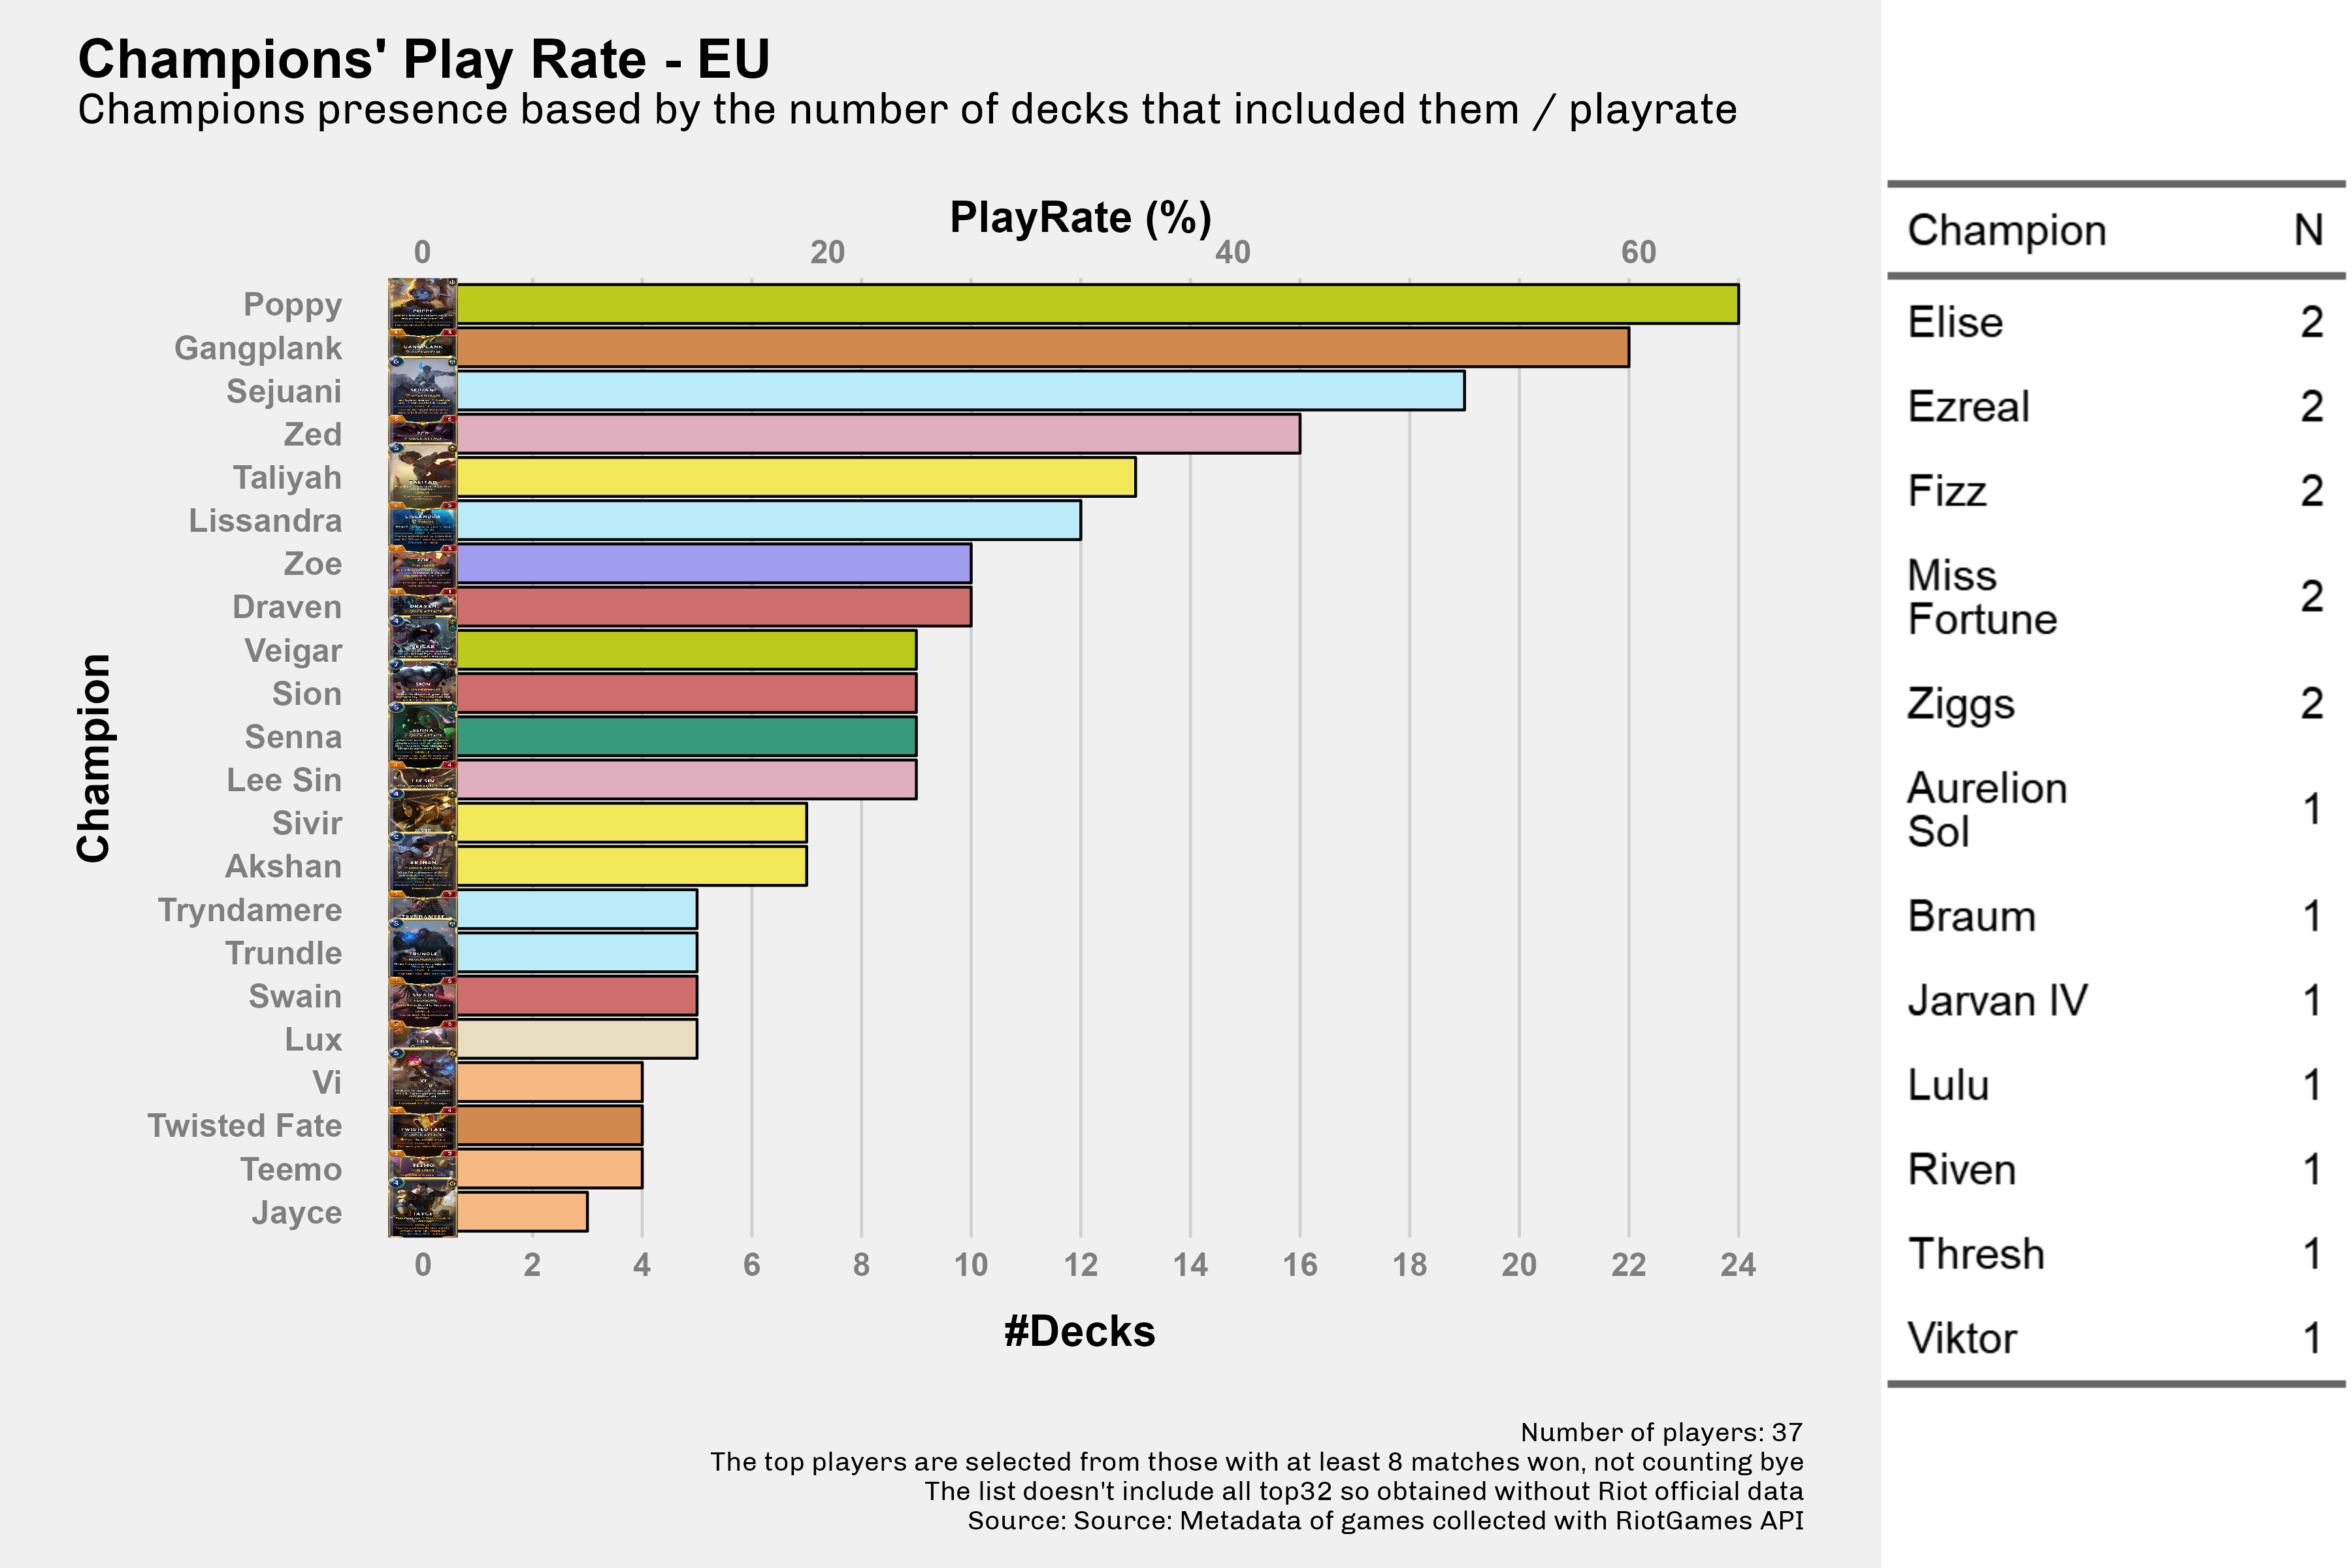 Champions' Play Rate - EU
Champions presence based by the number of decks that included them / playrate
PlayRate (%)
0 20 40 60
Champion
Poppy
Gangplank
Sejuani
Zed
Taliyah
Lissandra
Zoe
Draven
Veigar
Sion
Senna
Lee Sin
Sivir
Akshan
Tryndamere
Trundle
Swain
Lux
Vi
Twisted Fate
Teemo
Jayce
0 2 4 6 8 10 12 14 16 18 20 22 24
#Decks
Number of players: 37
The top players are selected from those with at least 8 matches won, not counting bye
The list doesn't include all top32 so obtained without Riot official data
Source: Source: Metadata of games collected with RiotGames API
Champion N
Elise 2
Ezreal 2
Fizz 2
Miss
Fortune 2
Ziggs 2
Aurelion
Sol 1
Braum 1
Jarvan IV 1
Lulu 1
Riven 1
Thresh 1
Viktor 1